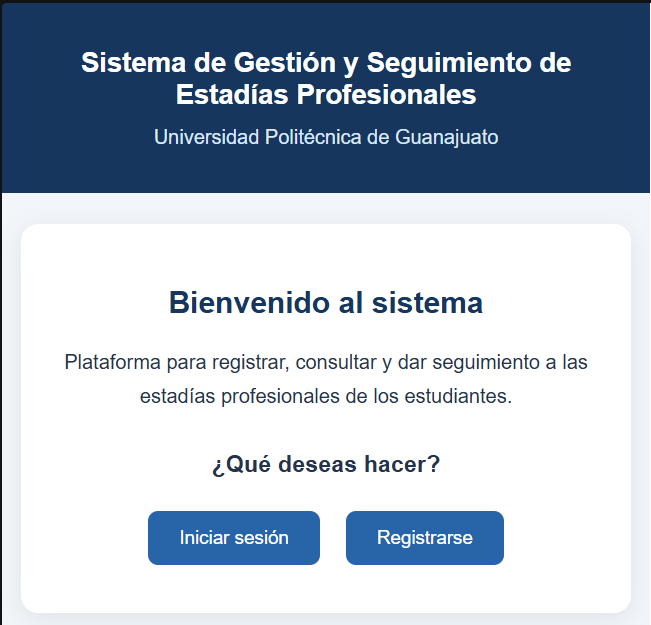 Sistema de Gestión y Seguimiento de
Estadías Profesionales
Universidad Politécnica de Guanajuato
Bienvenido al sistema
Plataforma para registrar, consultar y dar seguimiento a las
estadías profesionales de los estudiantes.
¿Qué deseas hacer?
Iniciar sesión
Registrarse